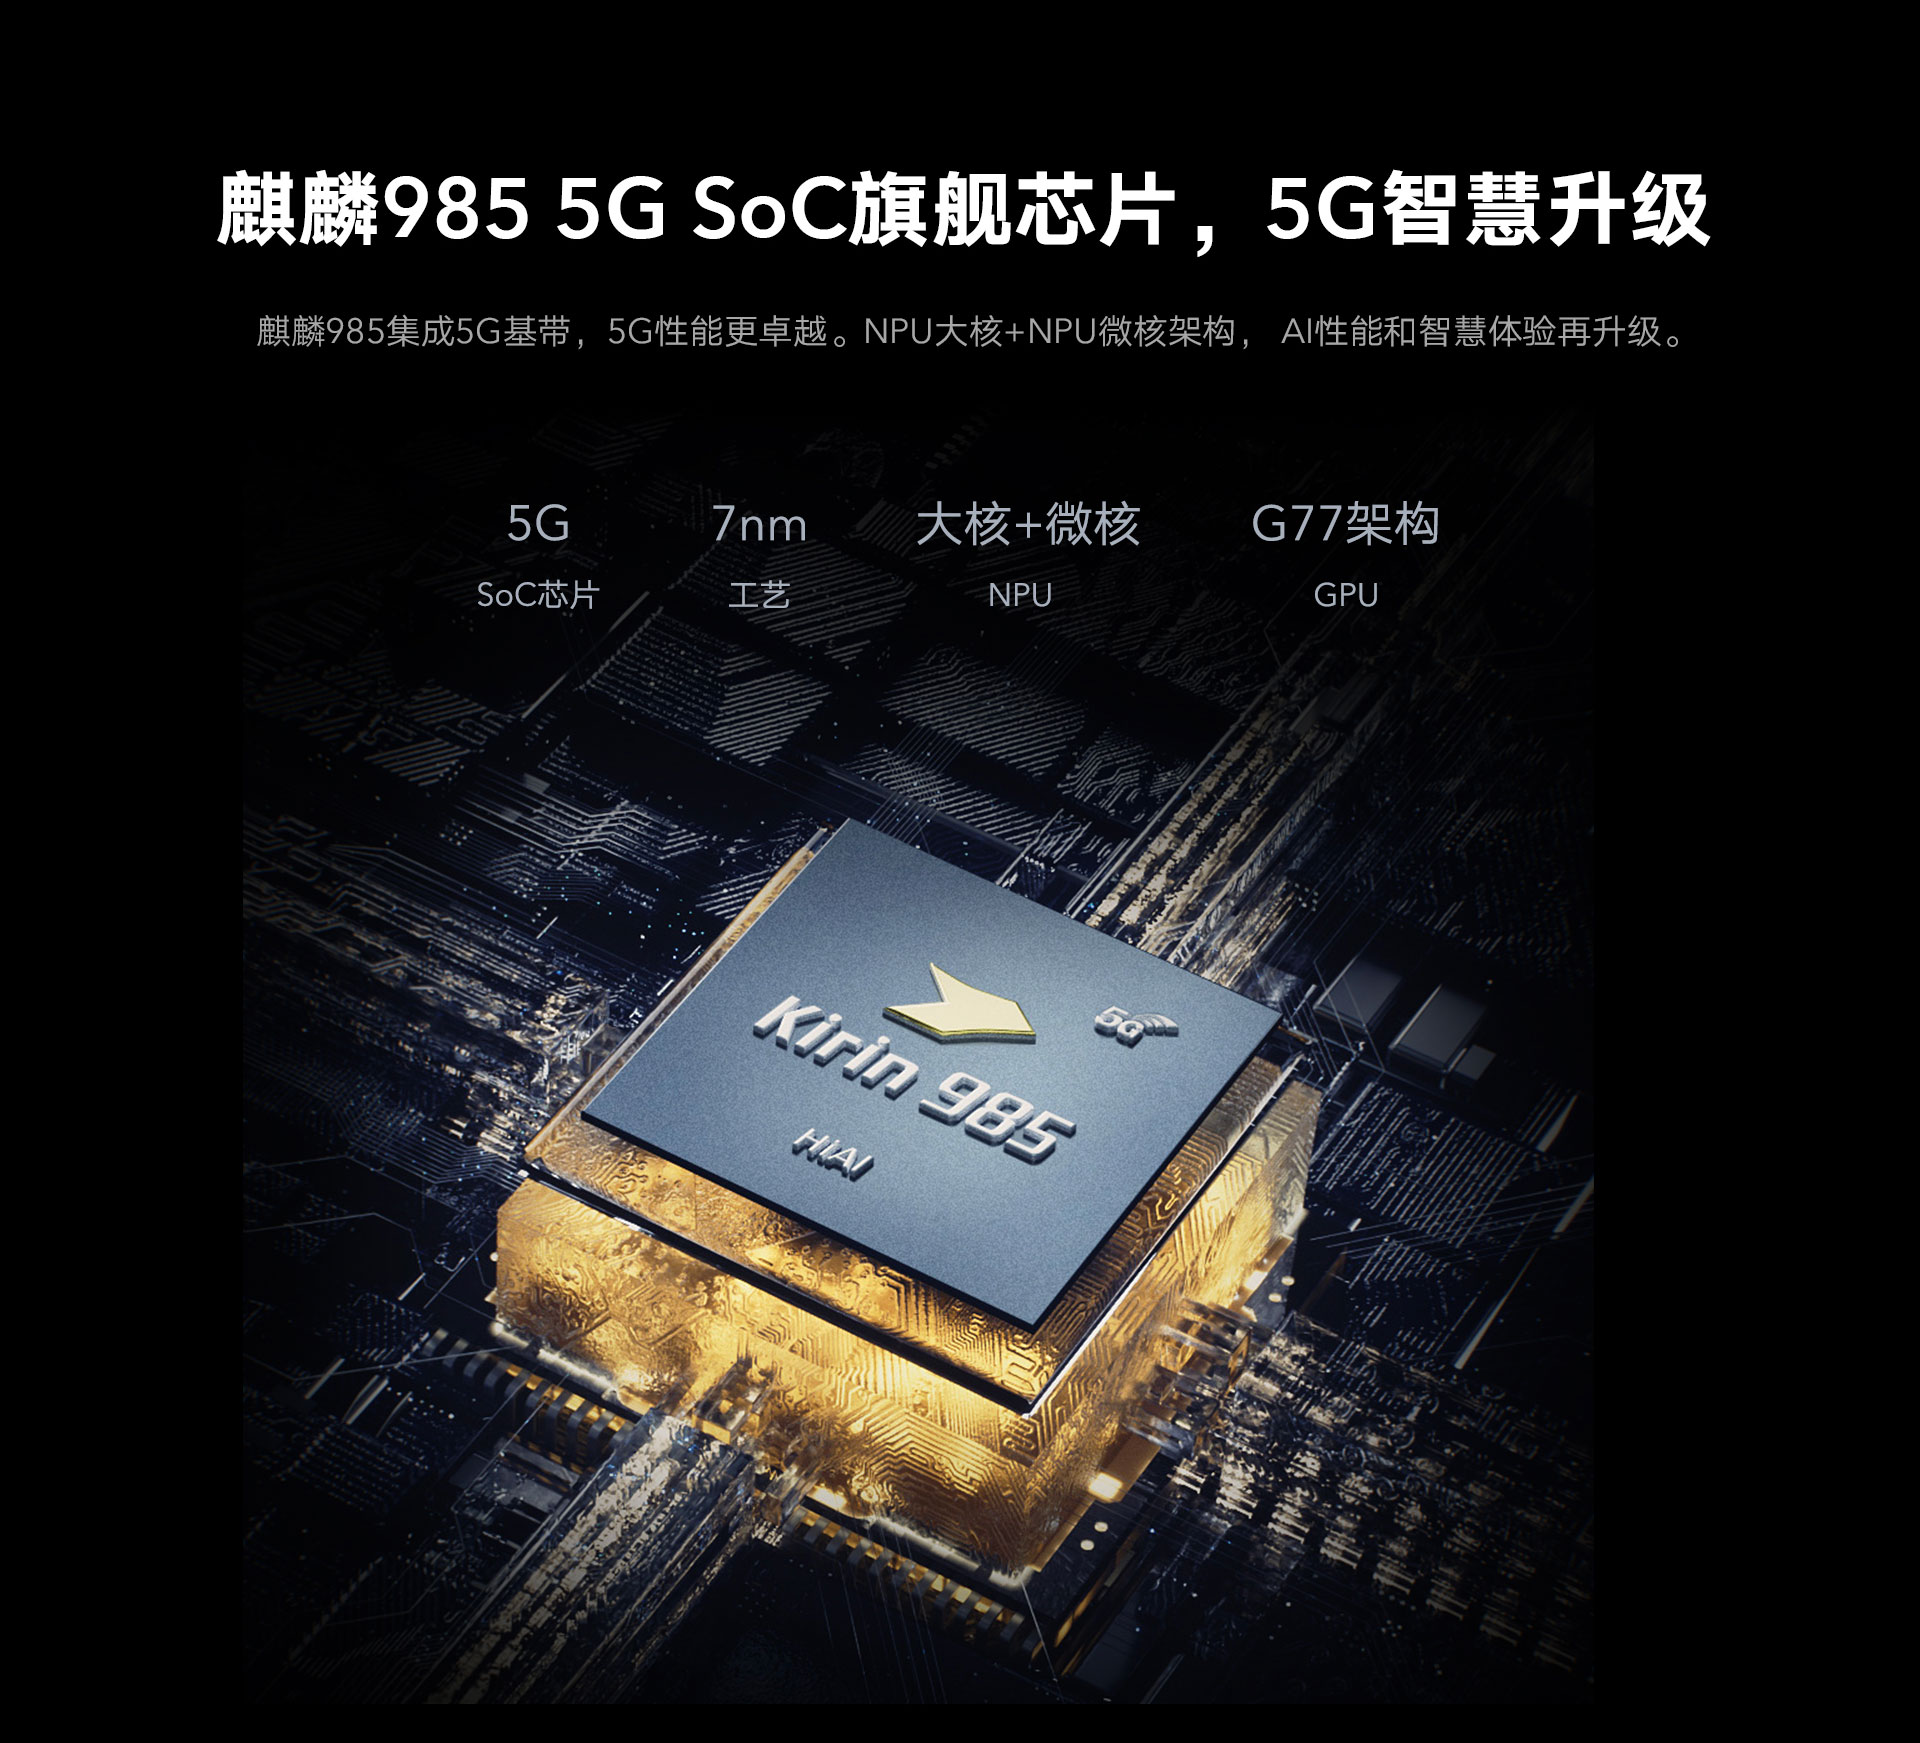 麒麟985 5G SoC旗舰芯片，5G智慧升级
麒麟985集成5G基带，5G性能更卓越。NPU大核+NPU微核架构， AI性能和智慧体验再升级。
5G 7nm 大核+微核 G77架构
SoC芯片 工艺 NPU GPU
5G
Kirin 985
HiAI